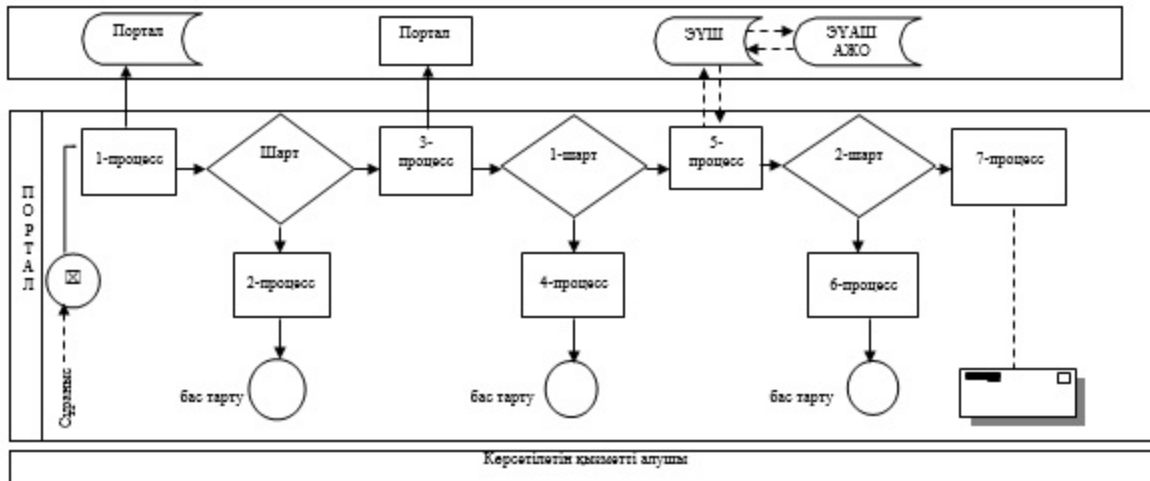 Портал
Портал
ЭҮШ
ЭҮАШ
АЖО
ПОРТАЛ
1-процесс
Шарт
3-
процесс
1-шарт
5-
процесс
2-шарт
7-процесс
2-процесс
4-процесс
6-процесс
Сұраныс
бас тарту
бас тарту
бас тарту
Көрсетілетін қызметті алушы